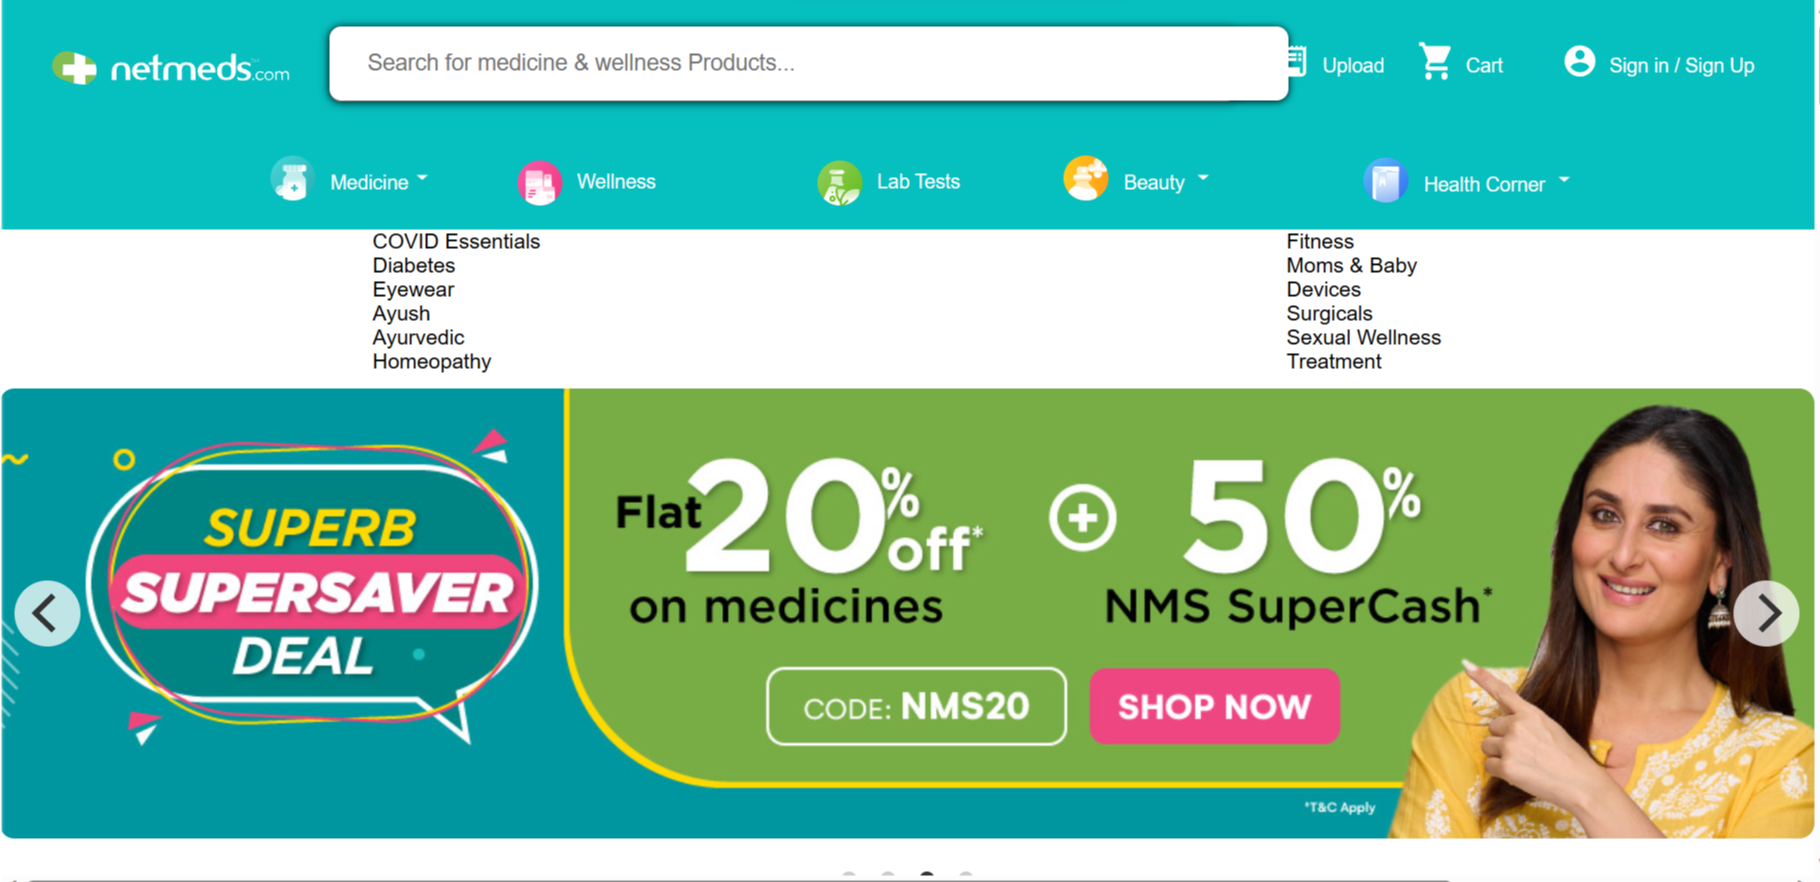 netmeds.com
Search for medicine & wellness Products...
Upload
Cart
Sign in / Sign Up
Medicine
Wellness
Lab Tests
Beauty
Health Corner
COVID Essentials
Diabetes
Eyewear
Ayush
Ayurvedic
Homeopathy
Fitness
Moms & Baby
Devices
Surgicals
Sexual Wellness
Treatment
SUPERB
SUPERSAVER
DEAL
Flat 20% off*
on medicines
+
50%
NMS SuperCash*
CODE: NMS20
SHOP NOW
*T&C Apply